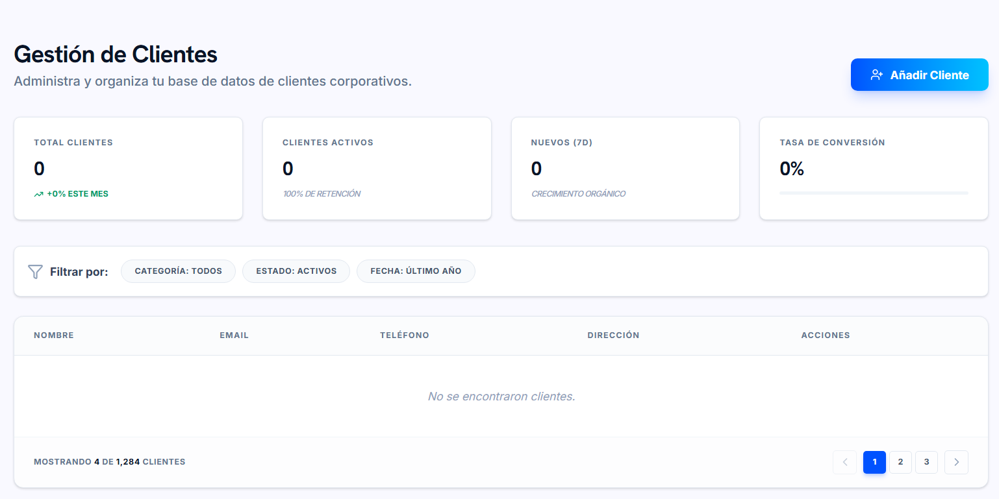 Gestión de Clientes
Administra y organiza tu base de datos de clientes corporativos.
Añadir Cliente
TOTAL CLIENTES
0
+0% ESTE MES
CLIENTES ACTIVOS
0
100% DE RETENCIÓN
NUEVOS (7D)
0
CRECIMIENTO ORGÁNICO
TASA DE CONVERSIÓN
0%
Filtrar por:
CATEGORÍA: TODOS
ESTADO: ACTIVOS
FECHA: ÚLTIMO AÑO
NOMBRE EMAIL TELÉFONO DIRECCIÓN ACCIONES
No se encontraron clientes.
MOSTRANDO 4 DE 1,284 CLIENTES
1 2 3